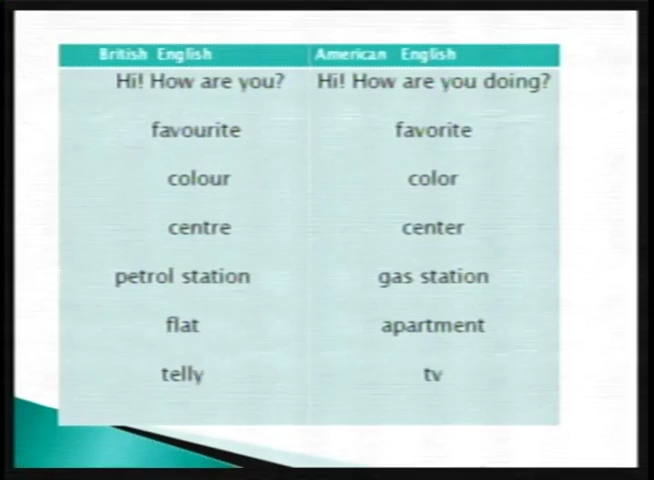 British English American English
Hi! How are you? Hi! How are you doing?
favourite favorite
colour color
centre center
petrol station gas station
flat apartment
telly tv